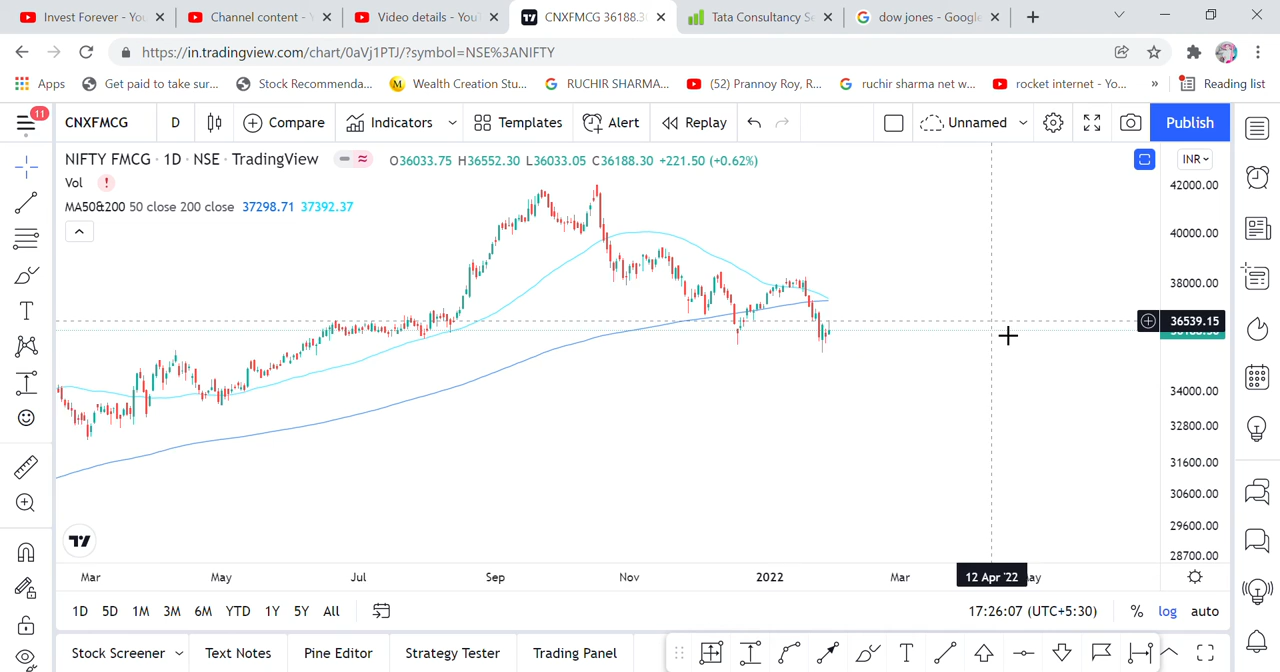 Invest Forever - You
Channel content -
Video details - You
CNXFMCG 36188.3
Tata Consultancy Se
dow jones - Google
https://in.tradingview.com/chart/0aVj1PTJ/?symbol=NSE%3ANIFTY
Apps
Get paid to take sur...
Stock Recommenda...
M
Wealth Creation Stu...
RUCHIR SHARMA...
(52) Prannoy Roy, R...
ruchir sharma net w...
rocket internet - Yo...
»
Reading list
11
CNXFMCG
D
Compare
Indicators
Templates
Alert
Replay
Unnamed
Publish
NIFTY FMCG · 1D · NSE · TradingView
O36033.75 H36552.30 L36033.05 C36188.30 +221.50 (+0.62%)
INR
Vol !
MA50&200 50 close 200 close 37298.71 37392.37
42000.00
40000.00
38000.00
36539.15
34000.00
32800.00
31600.00
30600.00
29600.00
28700.00
Mar
May
Jul
Sep
Nov
2022
Mar
12 Apr '22
1D 5D 1M 3M 6M YTD 1Y 5Y All
17:26:07 (UTC+5:30)
% log auto
Stock Screener
Text Notes
Pine Editor
Strategy Tester
Trading Panel
T